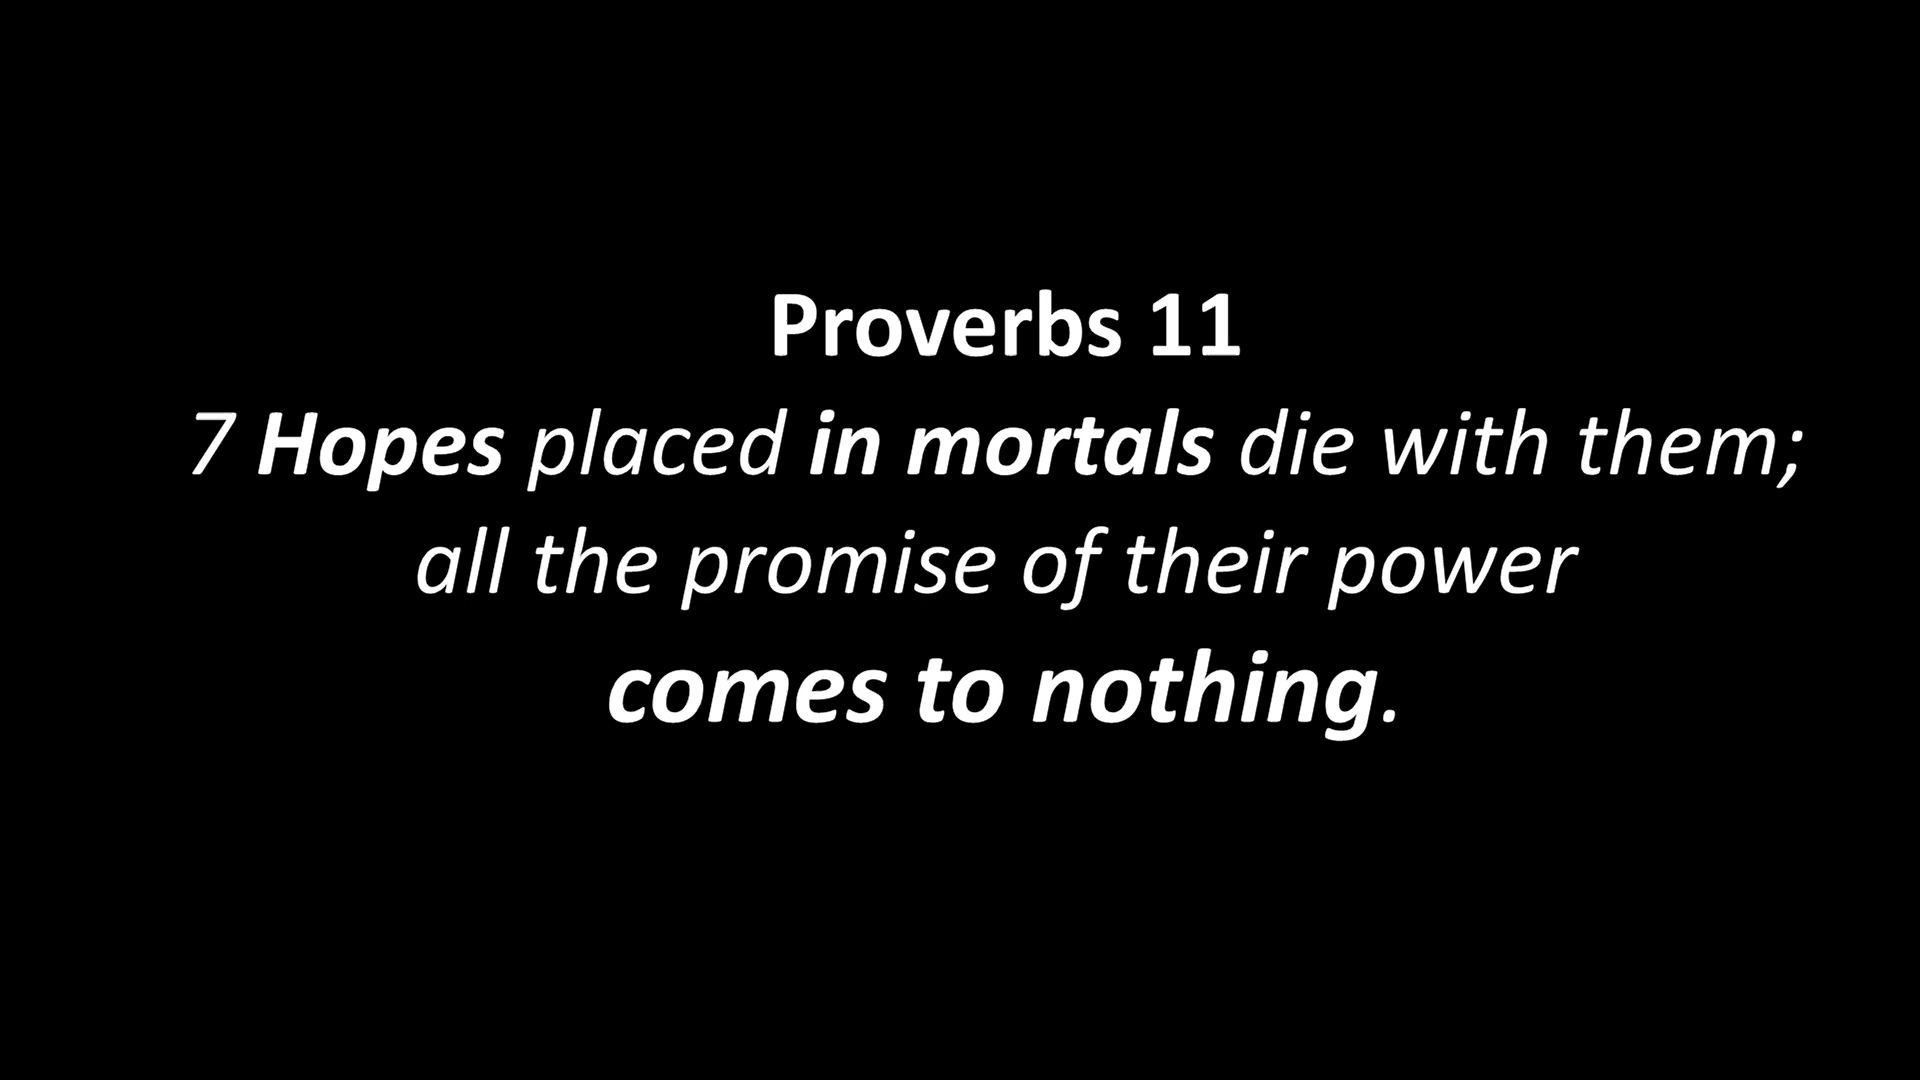 Proverbs 11
7 Hopes placed in mortals die with them;
all the promise of their power
comes to nothing.